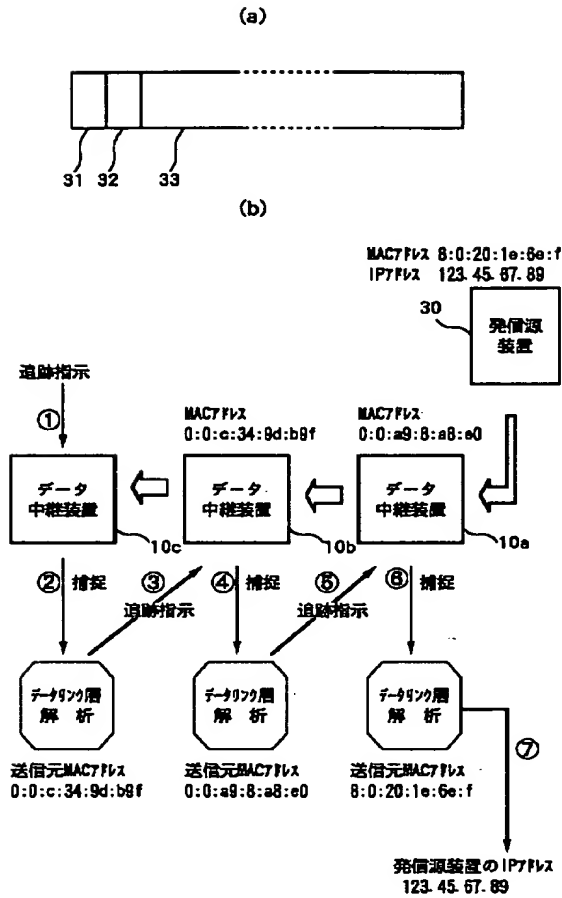 (a)
31
32
33
(b)
MACアドレス 8:0:20:1e:6e:f
IPアドレス 123.45.67.89
30
発信源
装置
追跡指示
①
MACアドレス
0:0:c:34:9d:b9f
MACアドレス
0:0:a9:8:a8:e0
データ
中継装置
10c
データ
中継装置
10b
データ
中継装置
10a
② 捕捉
③
追跡指示
④ 捕捉
⑤
追跡指示
⑥ 捕捉
データリンク層
解 析
データリンク層
解 析
データリンク層
解 析
⑦
送信元MACアドレス
0:0:c:34:9d:b9f
送信元MACアドレス
0:0:a9:8:a8:e0
送信元MACアドレス
8:0:20:1e:6e:f
発信源装置のIPアドレス
123.45.67.89